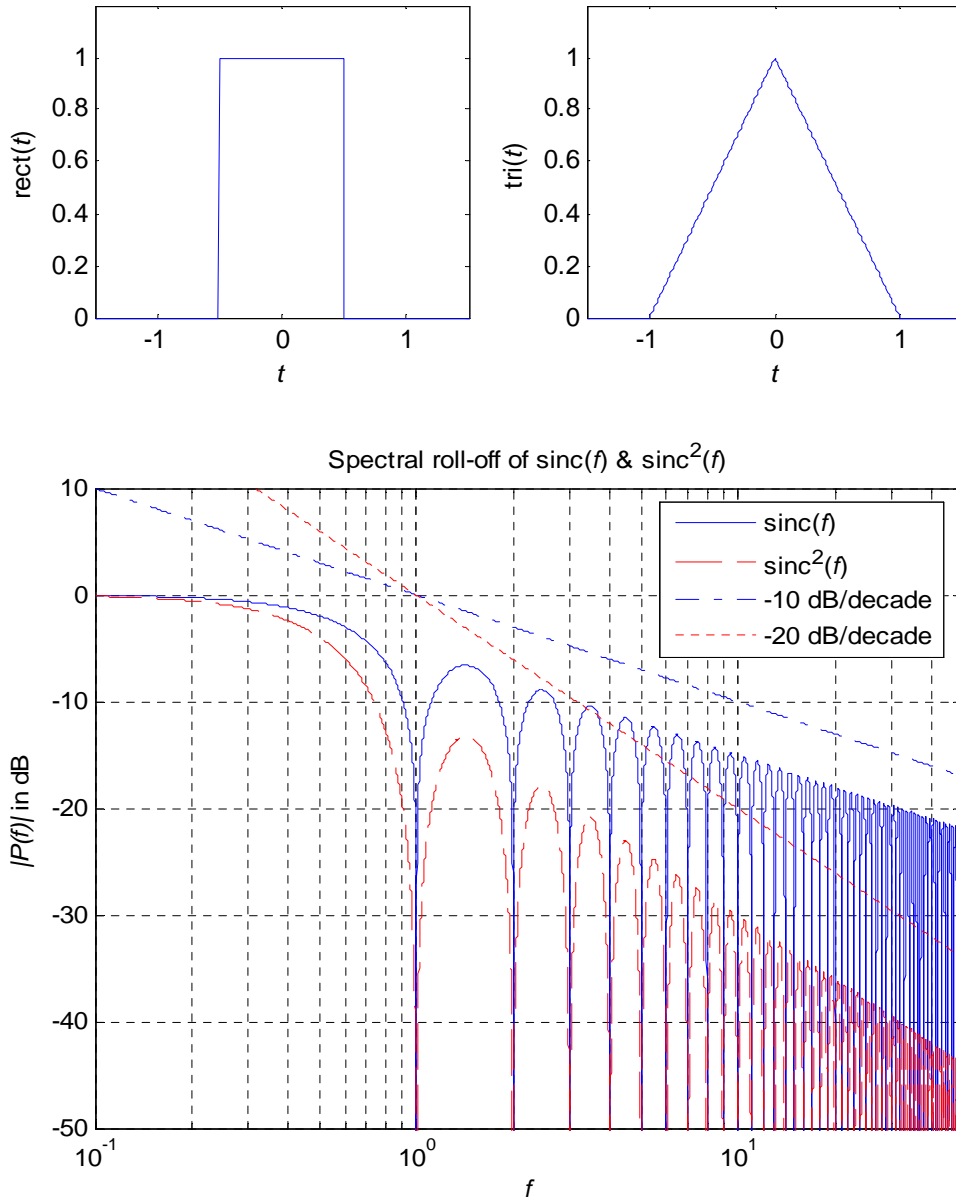 1
0.8
0.6
0.4
0.2
0
rect(t)
-1 0 1
t
1
0.8
0.6
0.4
0.2
0
tri(t)
-1 0 1
t
Spectral roll-off of sinc(f) & sinc²(f)
10
0
-10
-20
-30
-40
-50
|P(f)| in dB
sinc(f)
sinc²(f)
-10 dB/decade
-20 dB/decade
10⁻¹ 10⁰ 10¹
f